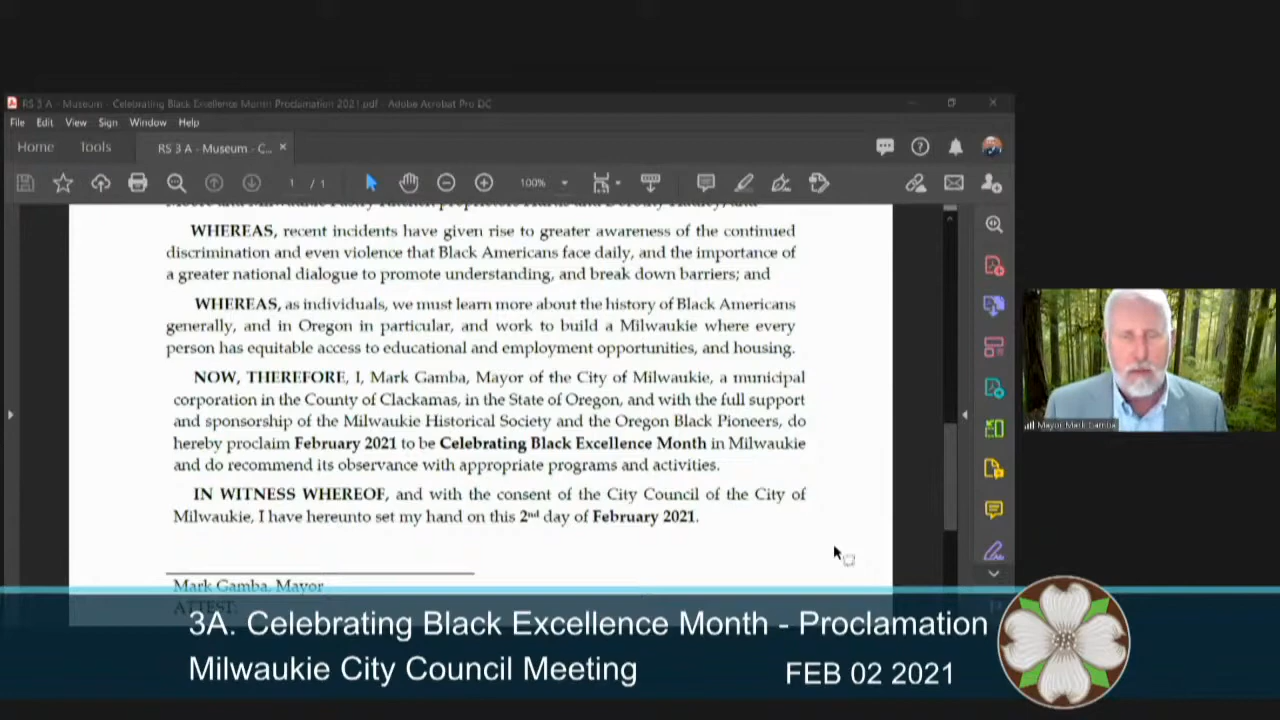 RS 3 A - Museum - Celebrating Black Excellence Month Proclamation 2021.pdf - Adobe Acrobat Pro DC
File Edit View Sign Window Help
Home Tools RS 3 A - Museum - C... ×
1 / 1 100%
Moore and Milwaukie Pastry Kitchen proprietors and Dorothy and
WHEREAS, recent incidents have given rise to greater awareness of the continued
discrimination and even violence that Black Americans face daily, and the importance of
a greater national dialogue to promote understanding, and break down barriers; and
WHEREAS, as individuals, we must learn more about the history of Black Americans
generally, and in Oregon in particular, and work to build a Milwaukie where every
person has equitable access to educational and employment opportunities, and housing.
NOW, THEREFORE, I, Mark Gamba, Mayor of the City of Milwaukie, a municipal
corporation in the County of Clackamas, in the State of Oregon, and with the full support
and sponsorship of the Milwaukie Historical Society and the Oregon Black Pioneers, do
hereby proclaim February 2021 to be Celebrating Black Excellence Month in Milwaukie
and do recommend its observance with appropriate programs and activities.
IN WITNESS WHEREOF, and with the consent of the City Council of the City of
Milwaukie, I have hereunto set my hand on this 2nd day of February 2021.
Mark Gamba, Mayor
ATTEST:
Mayor Mark Gamba
3A. Celebrating Black Excellence Month - Proclamation
Milwaukie City Council Meeting FEB 02 2021